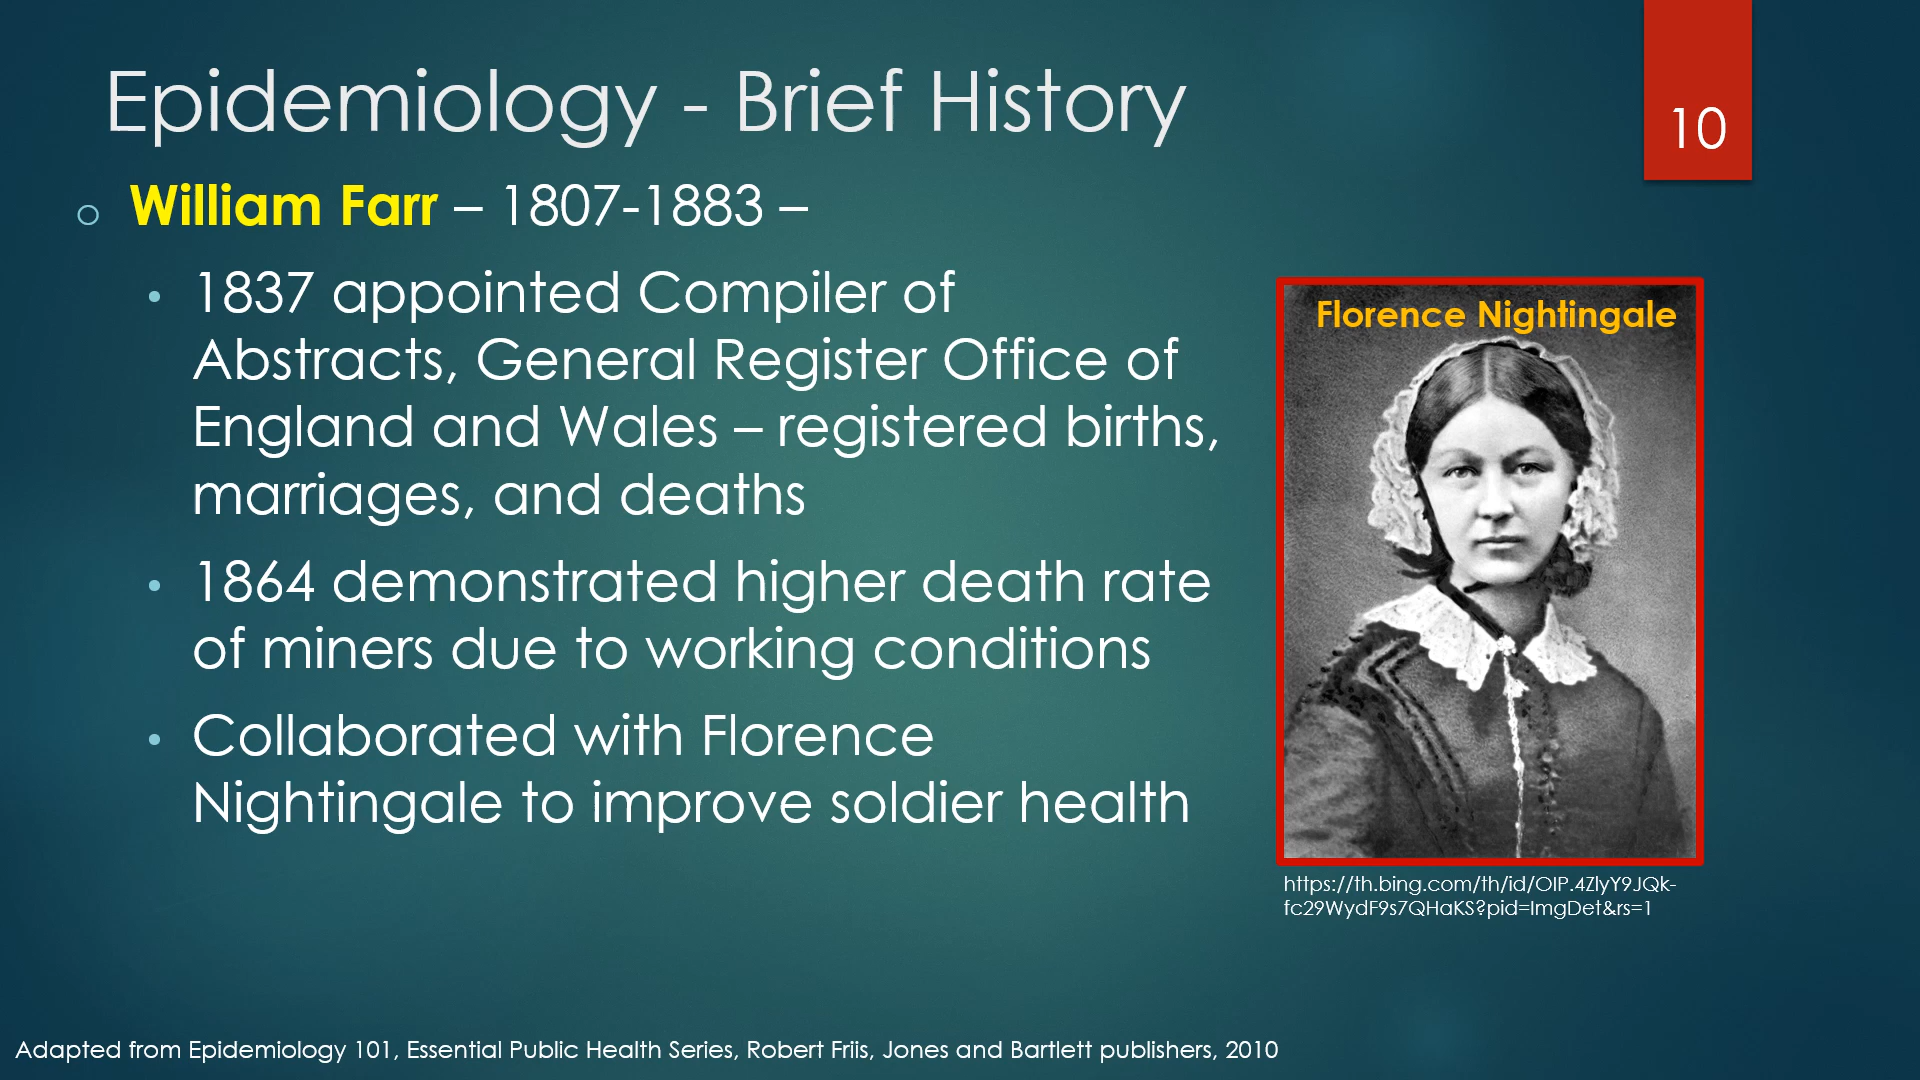 Epidemiology - Brief History
10
o William Farr – 1807-1883 –
• 1837 appointed Compiler of
Abstracts, General Register Office of
England and Wales – registered births,
marriages, and deaths
• 1864 demonstrated higher death rate
of miners due to working conditions
• Collaborated with Florence
Nightingale to improve soldier health
Florence Nightingale
https://th.bing.com/th/id/OIP.4ZlyY9JQk-
fc29WydF9s7QHaKS?pid=ImgDet&rs=1
Adapted from Epidemiology 101, Essential Public Health Series, Robert Friis, Jones and Bartlett publishers, 2010